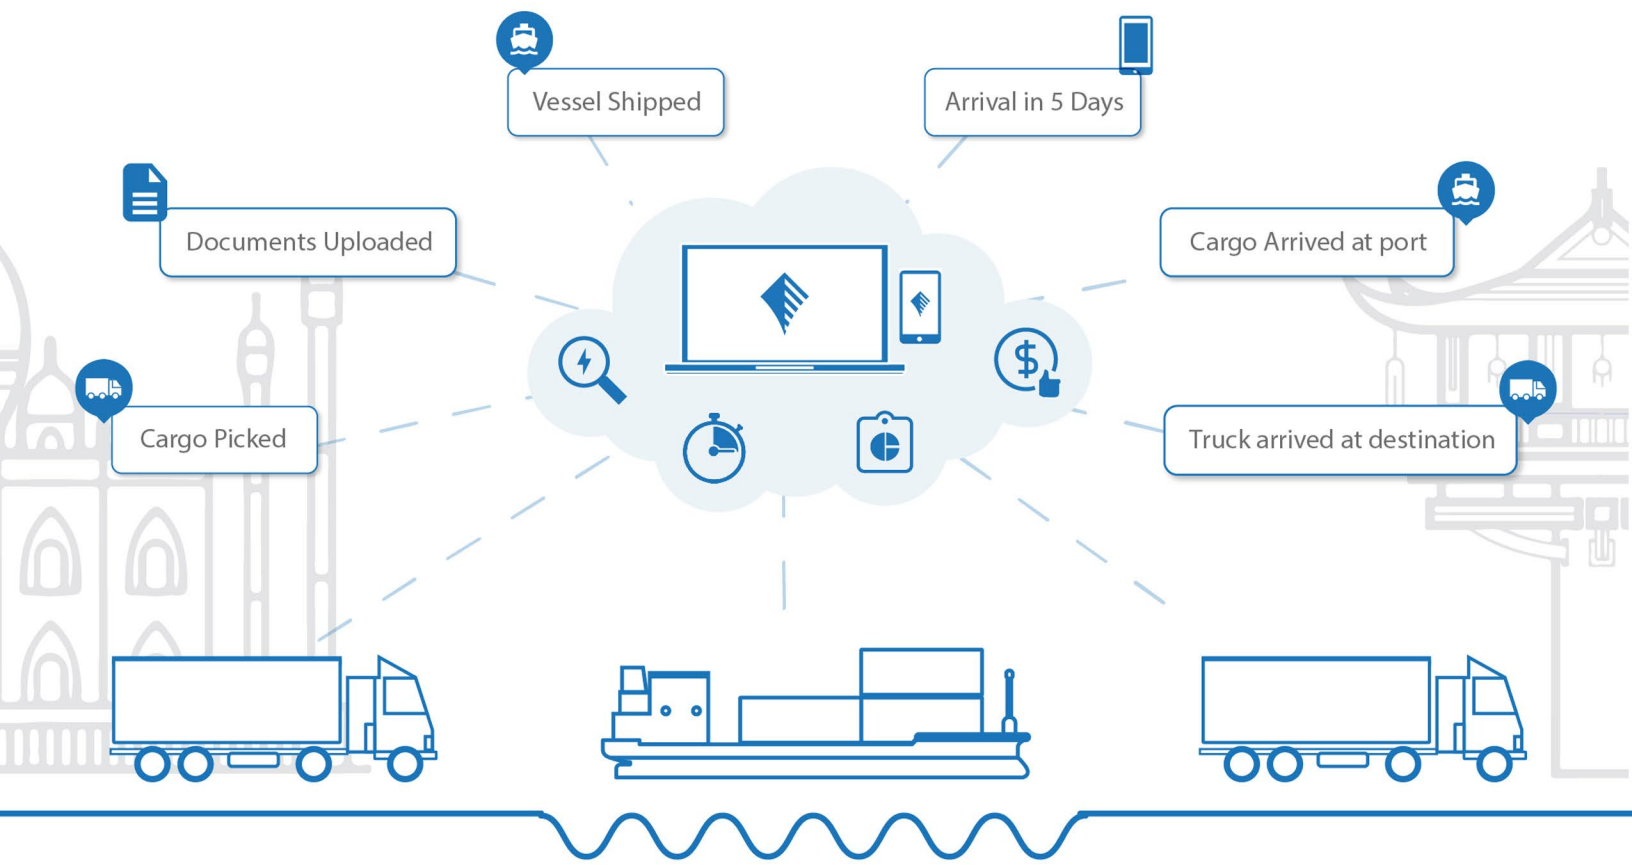 Vessel Shipped
Arrival in 5 Days
Documents Uploaded
Cargo Arrived at port
Cargo Picked
Truck arrived at destination
$